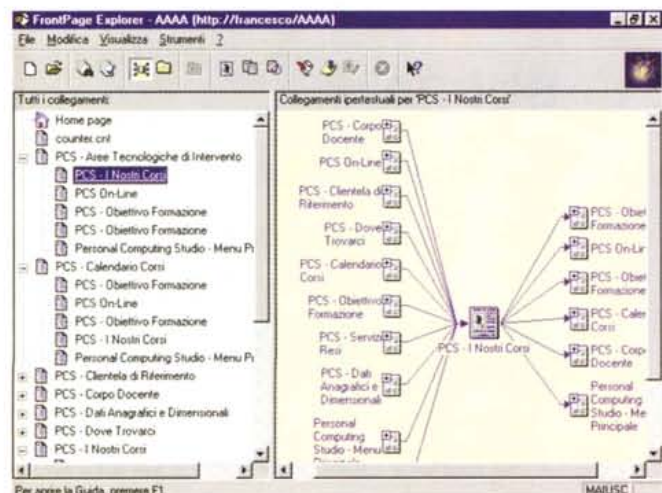 FrontPage Explorer - AAAA (http://francesco/AAAA)
File Modifica Visualizza Strumenti ?
Tutti i collegamenti
Home page
counter.cnt
PCS - Aree Tecnologiche di Intervento
PCS - I Nostri Corsi
PCS On-Line
PCS - Obiettivo Formazione
PCS - Obiettivo Formazione
Personal Computing Studio - Menu Pr
PCS - Calendario Corsi
PCS - Obiettivo Formazione
PCS On-Line
PCS - Obiettivo Formazione
PCS - I Nostri Corsi
Personal Computing Studio - Menu Pr
PCS - Clientela di Riferimento
PCS - Corpo Docente
PCS - Dati Anagrafici e Dimensionali
PCS - Dove Trovarci
PCS - I Nostri Corsi
Collegamenti ipertestuali per 'PCS - I Nostri Corsi'
PCS - Corpo
Docente
PCS On-Line
PCS - Clientela di
Riferimento
PCS - Dove
Trovarci
PCS - Calendario
Corsi
PCS - Obiettivo
Formazione
PCS - Servizi
Resi
PCS - Dati
Anagrafici e
Dimensionali
Personal
Computing
Studio - Menu
Principale
PCS - I Nostri Corsi
PCS - Obiet
Formazione
PCS On-Line
PCS - Obiet
Formazione
PCS - Caler
Corsi
PCS - Corpo
Docente
Personal
Computing
Studio - Me
Principale
Per aprire la Guida, premere F1
MAIUSC